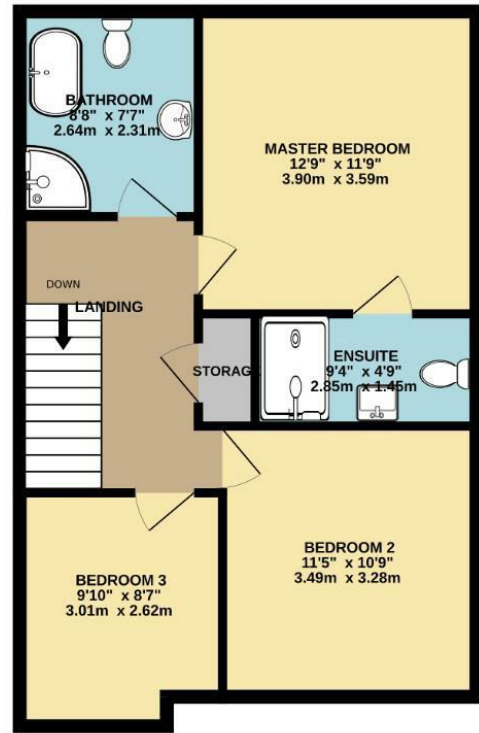 BATHROOM
8'8" x 7'7"
2.64m x 2.31m
MASTER BEDROOM
12'9" x 11'9"
3.90m x 3.59m
DOWN
LANDING
STORAGE
ENSUITE
9'4" x 4'9"
2.85m x 1.45m
BEDROOM 2
11'5" x 10'9"
3.49m x 3.28m
BEDROOM 3
9'10" x 8'7"
3.01m x 2.62m